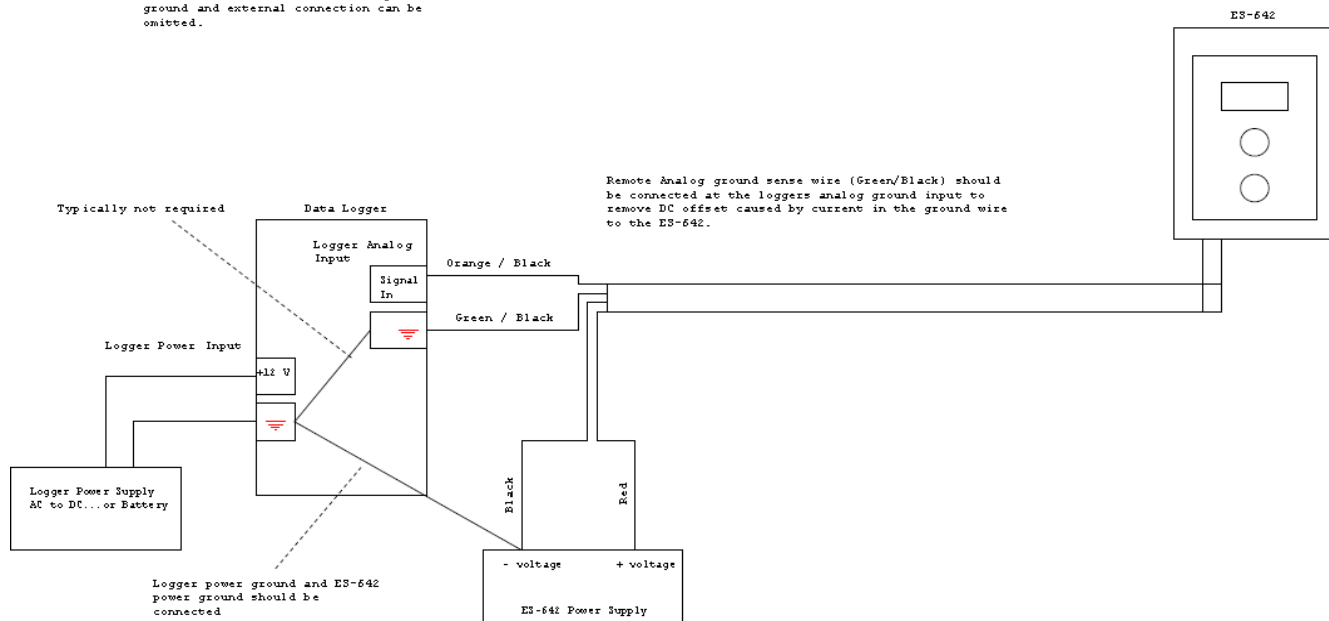 ground and external connection can be
omitted.
ES-642
Remote Analog ground sense wire (Green/Black) should
be connected at the loggers analog ground input to
remove DC offset caused by current in the ground wire
to the ES-642.
Typically not required
Data Logger
Logger Analog
Input
Orange / Black
Signal
In
Green / Black
Logger Power Input
+12 V
Logger Power Supply
AC to DC...or Battery
Black
Red
- voltage
+ voltage
ES-642 Power Supply
Logger power ground and ES-642
power ground should be
connected